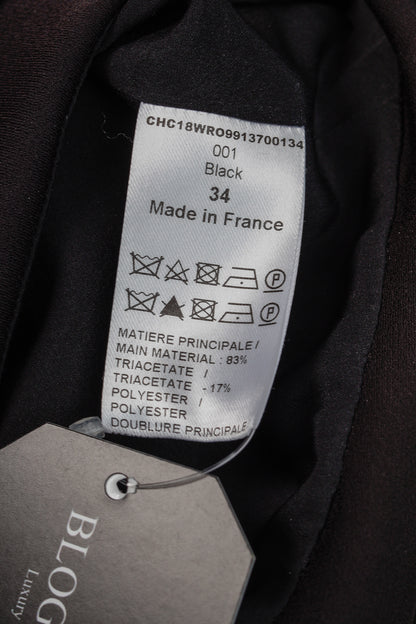 CHC18WRO9913700134
001
Black
34
Made in France
P
P
MATIERE PRINCIPALE /
MAIN MATERIAL : 83%
TRIACETATE /
TRIACETATE - 17%
POLYESTER /
POLYESTER
DOUBLURE PRINCIPALE
BLOG
Luxury